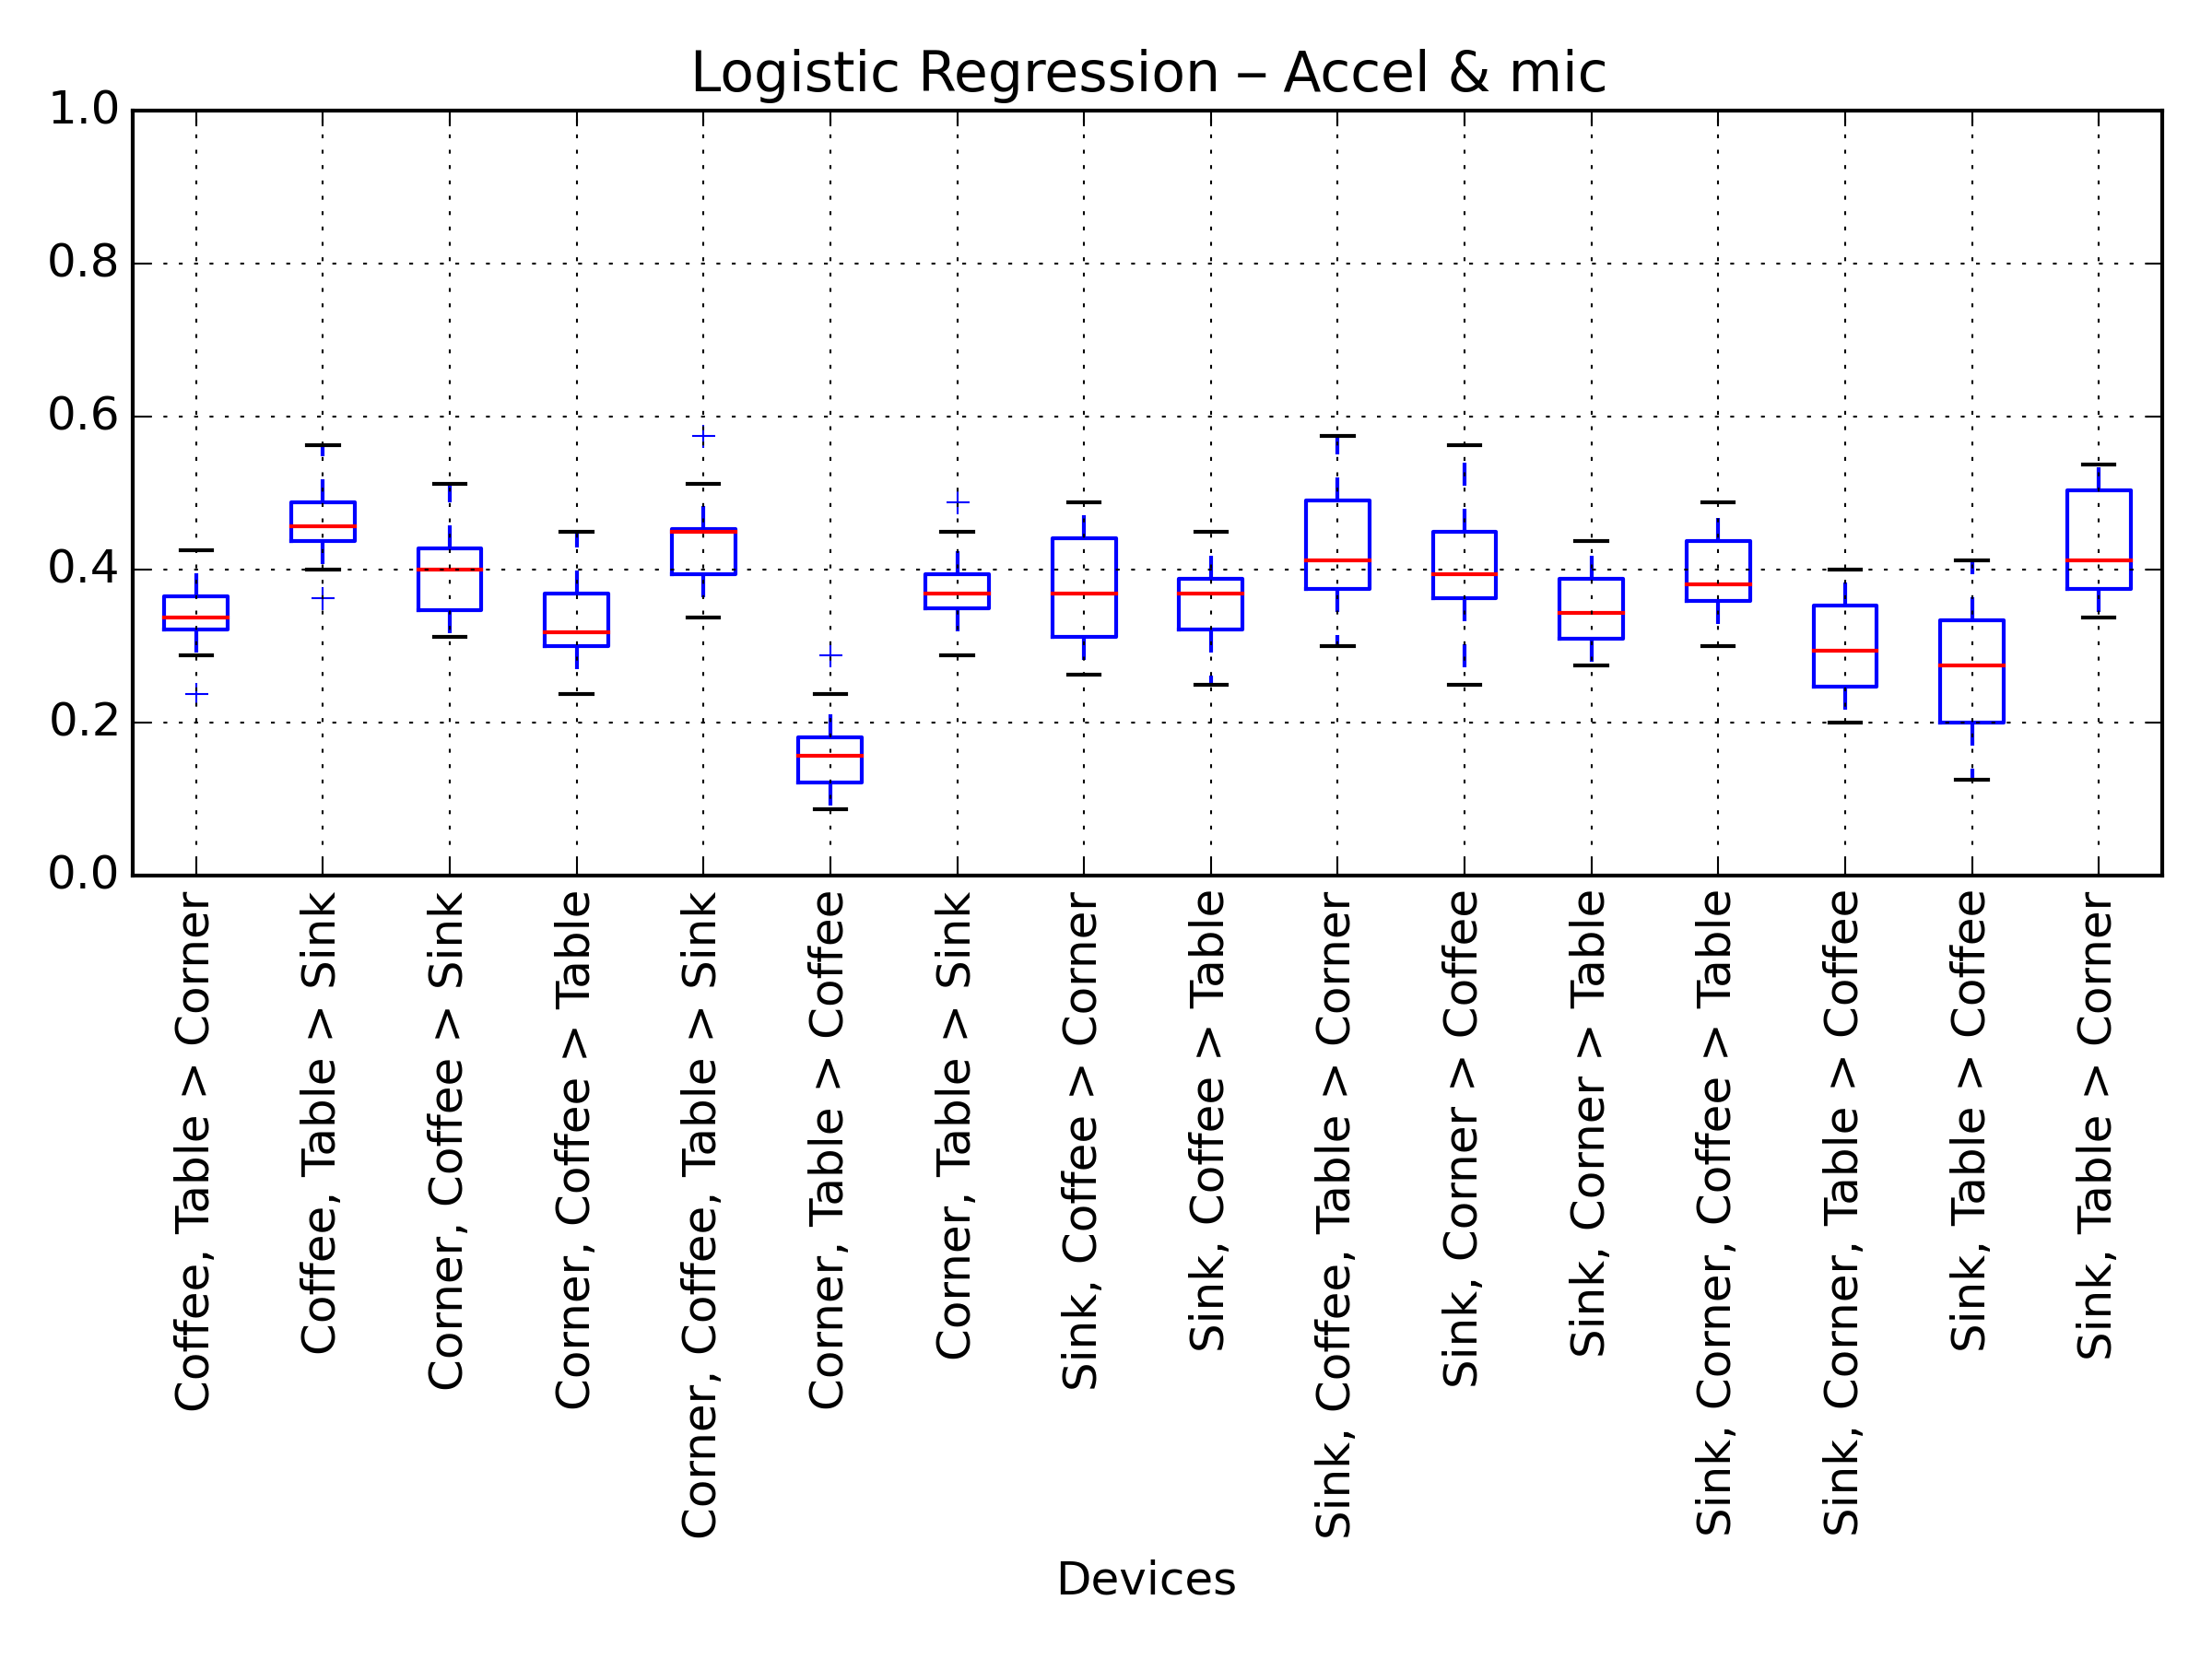 Logistic Regression – Accel & mic
1.0
0.8
0.6
0.4
0.2
0.0
Coffee, Table > Corner
Coffee, Table > Sink
Corner, Coffee > Sink
Corner, Coffee > Table
Corner, Coffee, Table > Sink
Corner, Table > Coffee
Corner, Table > Sink
Sink, Coffee > Corner
Sink, Coffee > Table
Sink, Coffee, Table > Corner
Sink, Corner > Coffee
Sink, Corner > Table
Sink, Corner, Coffee > Table
Sink, Corner, Table > Coffee
Sink, Table > Coffee
Sink, Table > Corner
Devices